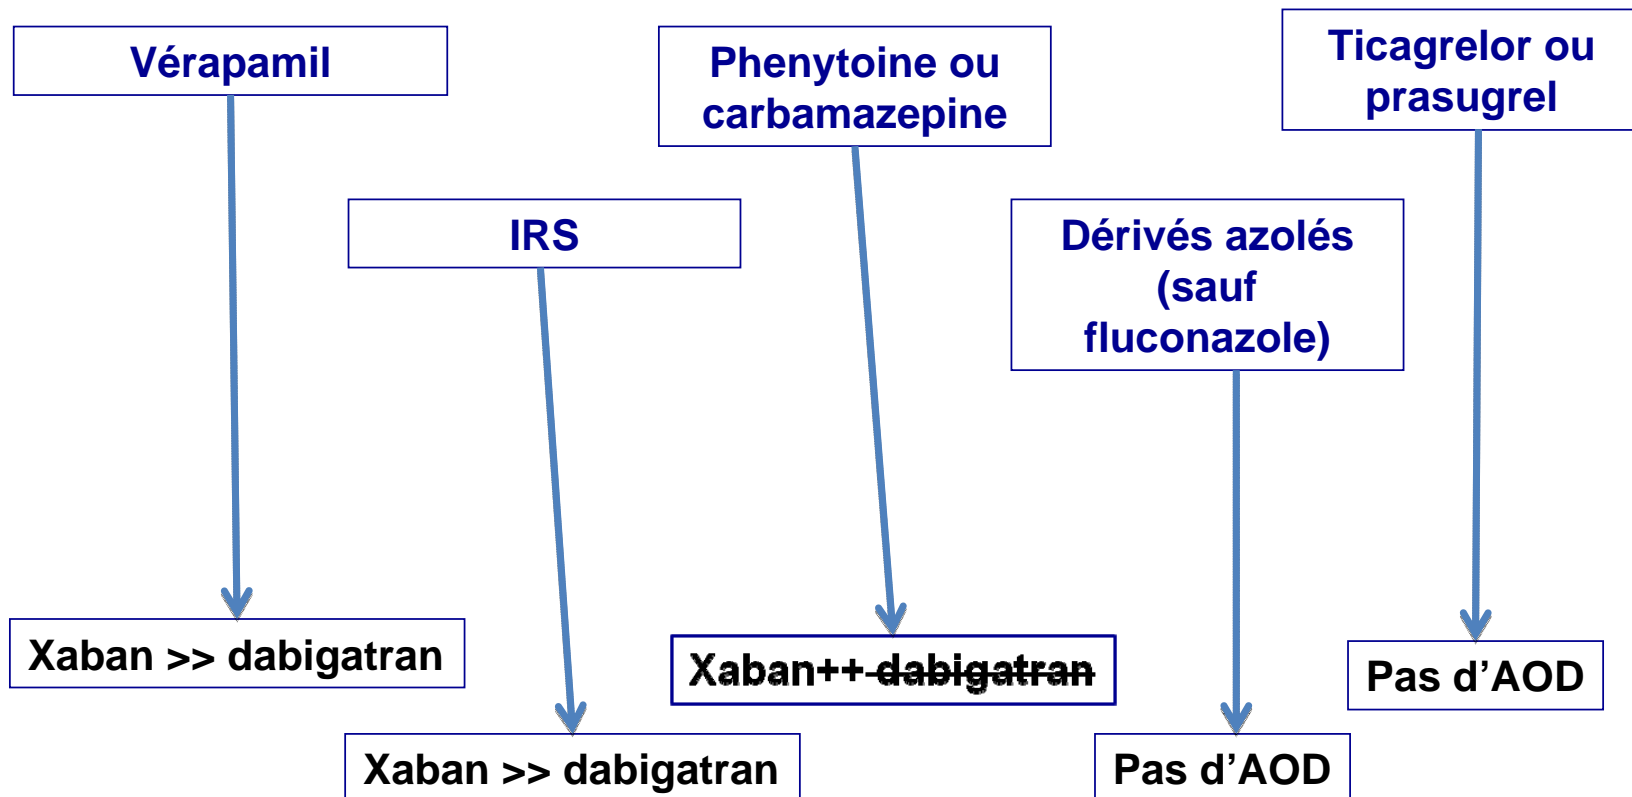 Vérapamil
Phenytoine ou
carbamazepine
Ticagrelor ou
prasugrel
IRS
Dérivés azolés
(sauf
fluconazole)
Xaban >> dabigatran
Xaban++ dabigatran
Pas d’AOD
Xaban >> dabigatran
Pas d’AOD